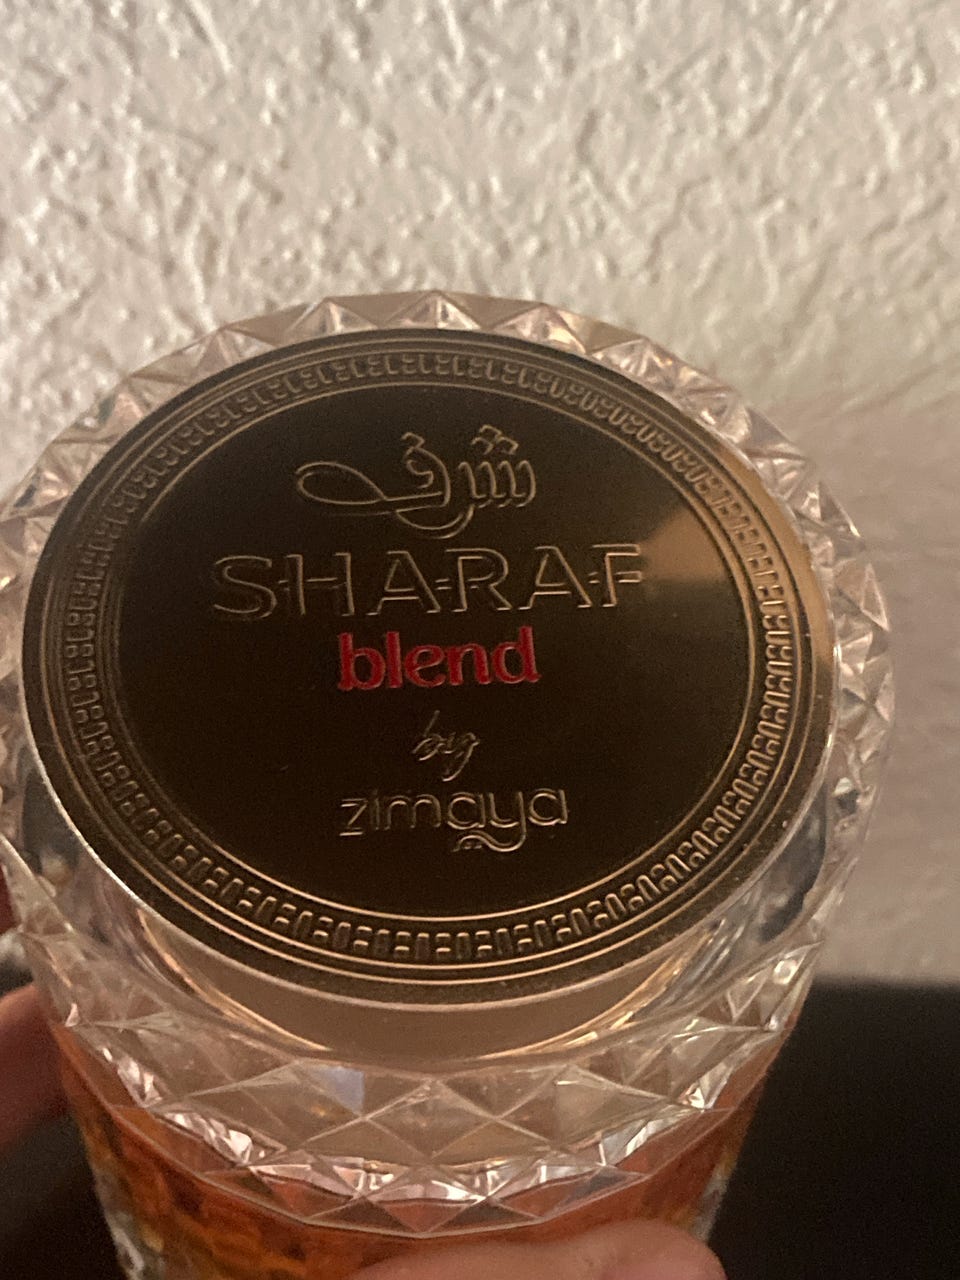 شرف
SHARAF
blend
by
zimaya